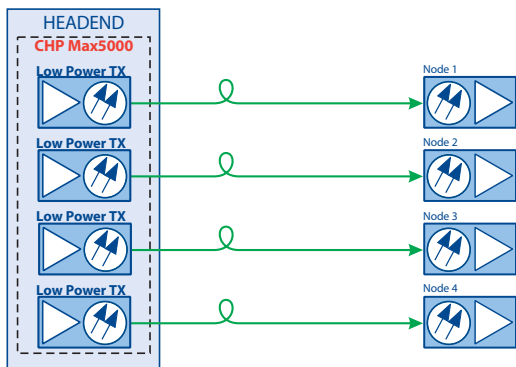 HEADEND
CHP Max5000
Low Power TX
Node 1
Low Power TX
Node 2
Low Power TX
Node 3
Low Power TX
Node 4